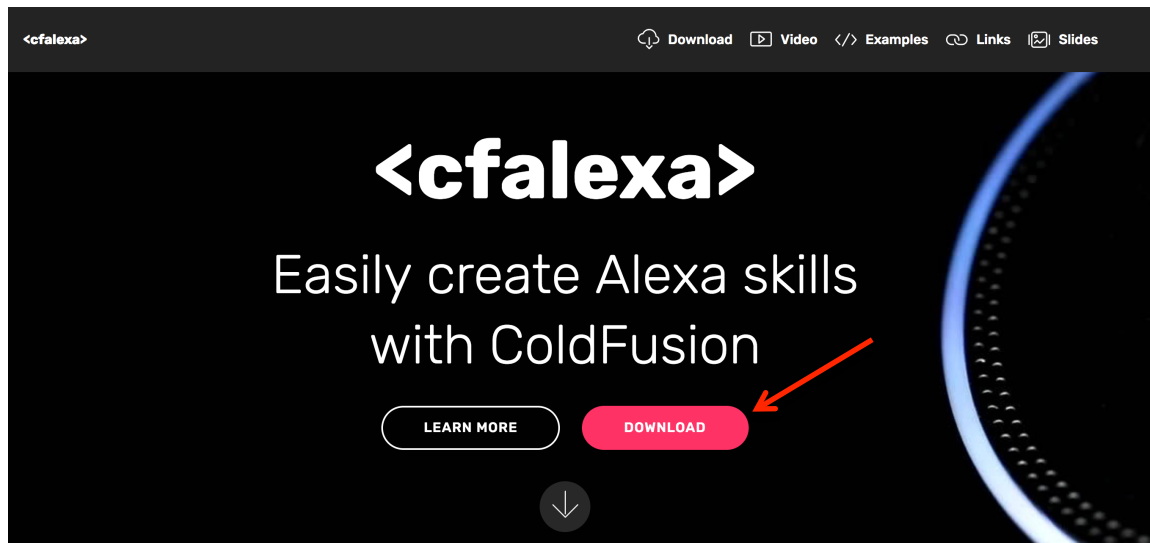 <cfalexa>
Download Video </> Examples Links Slides
<cfalexa>
Easily create Alexa skills
with ColdFusion
LEARN MORE DOWNLOAD